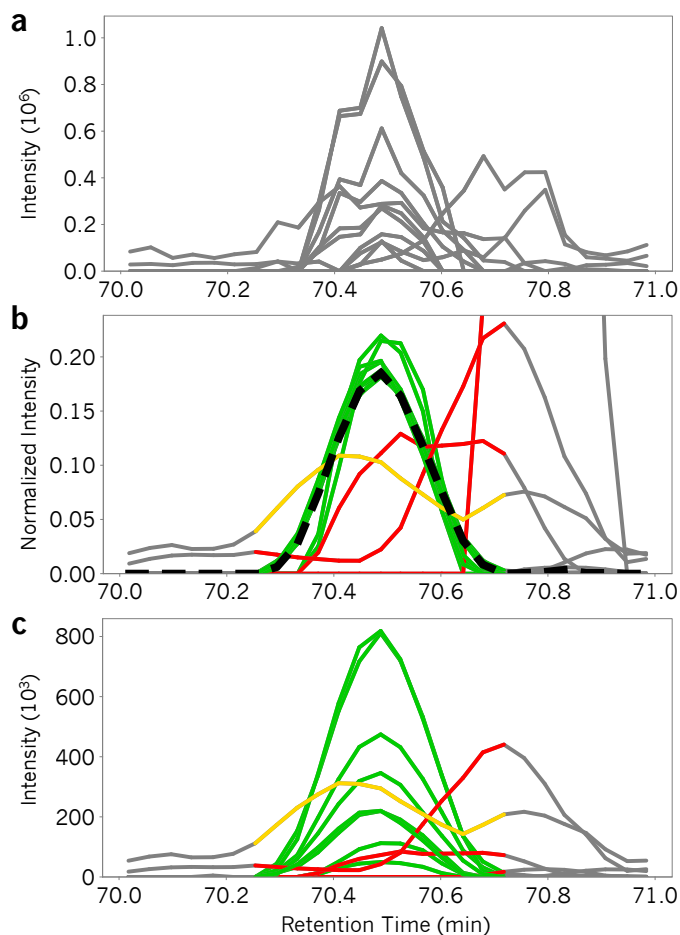 a
Intensity (10⁶)
1.0
0.8
0.6
0.4
0.2
0.0
70.0 70.2 70.4 70.6 70.8 71.0
b
Normalized Intensity
0.20
0.15
0.10
0.05
0.00
70.0 70.2 70.4 70.6 70.8 71.0
c
Intensity (10³)
800
600
400
200
0
70.0 70.2 70.4 70.6 70.8 71.0
Retention Time (min)